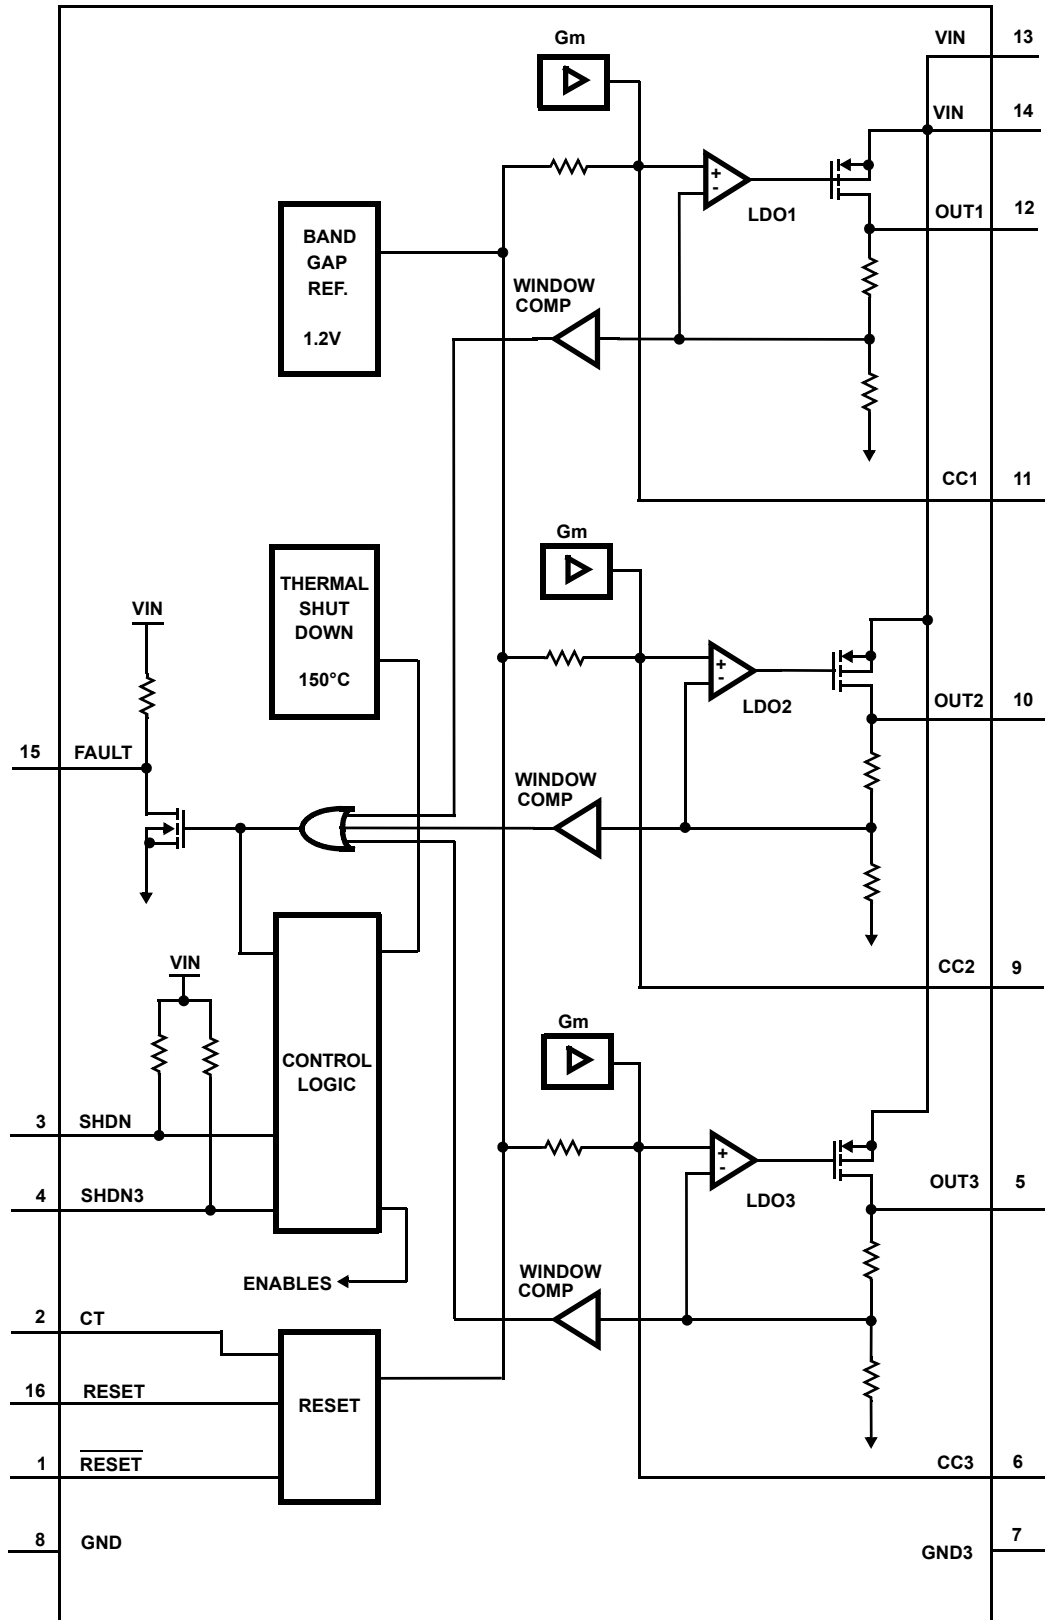 VIN 13
Gm
VIN 14
+
-
LDO1
OUT1 12
BAND
GAP
REF.
1.2V
WINDOW
COMP
CC1 11
Gm
THERMAL
SHUT
DOWN
150°C
VIN
+
-
LDO2
OUT2 10
15 FAULT
WINDOW
COMP
VIN
CC2 9
Gm
CONTROL
LOGIC
3 SHDN
4 SHDN3
+
-
LDO3
OUT3 5
ENABLES
WINDOW
COMP
2 CT
16 RESET
RESET
1 RESET
CC3 6
8 GND
GND3 7